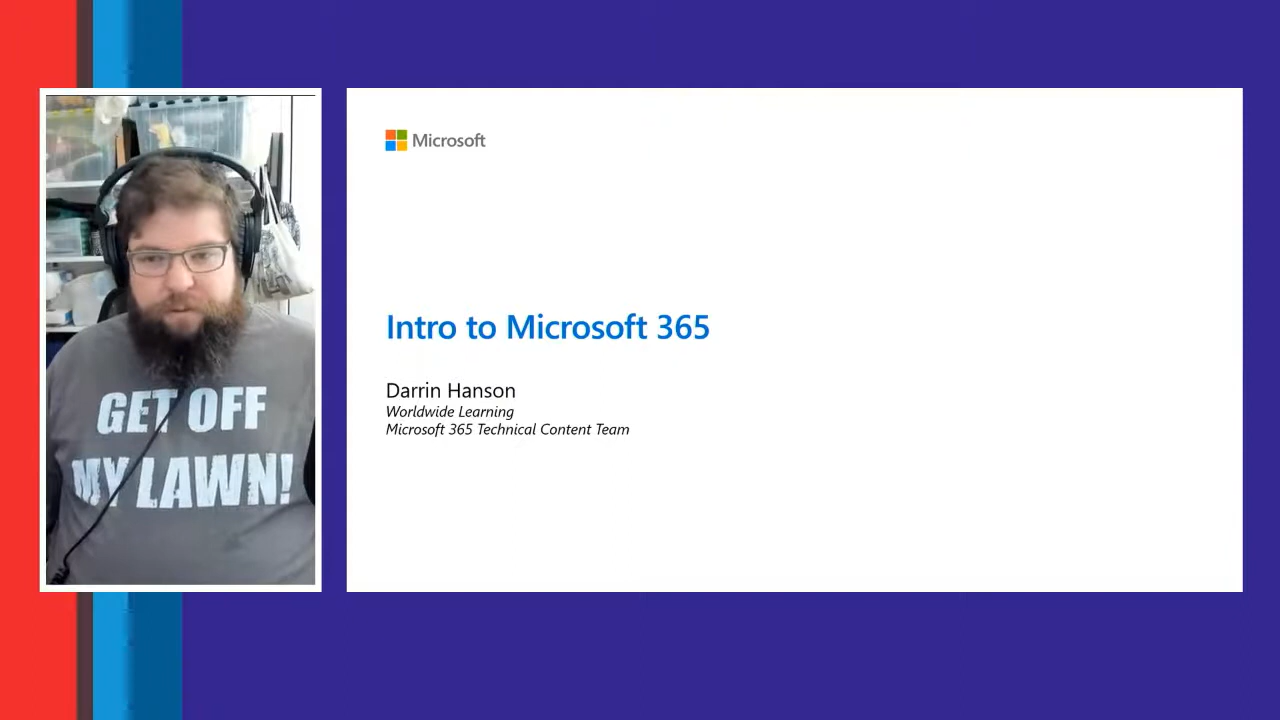 GET OFF
MY LAWN!
Microsoft
Intro to Microsoft 365
Darrin Hanson
Worldwide Learning
Microsoft 365 Technical Content Team